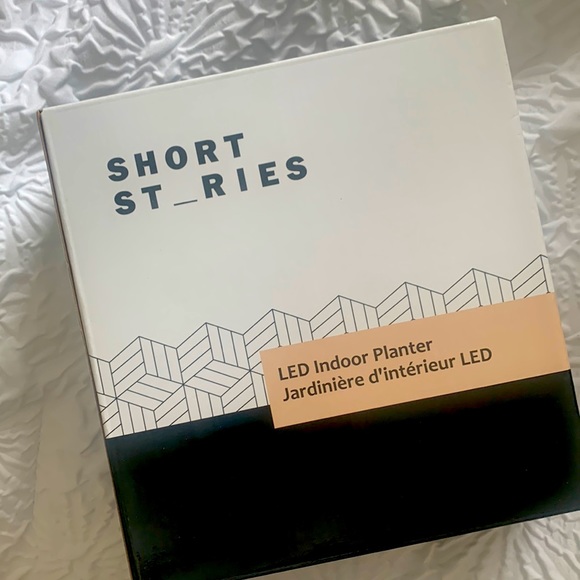 SHORT
ST_RIES
LED Indoor Planter
Jardinière d'intérieur LED